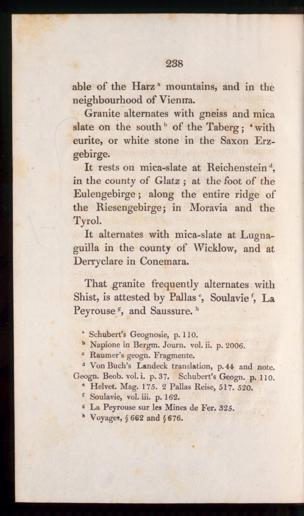 238
able of the Harz ᵃ mountains, and in the
neighbourhood of Vienna.
Granite alternates with gneiss and mica
slate on the south ᵇ of the Taberg; ᶜ with
eurite, or white stone in the Saxon Erz-
gebirge.
It rests on mica-slate at Reichenstein ᵈ,
in the county of Glatz; at the foot of the
Eulengebirge; along the entire ridge of
the Riesengebirge; in Moravia and the
Tyrol.
It alternates with mica-slate at Lugna-
guilla in the county of Wicklow, and at
Derryclare in Conemara.
That granite frequently alternates with
Shist, is attested by Pallas ᵉ, Soulavie ᶠ, La
Peyrouse ᵍ, and Saussure. ʰ
ᵃ Schubert's Geognosie, p. 110.
ᵇ Napione in Bergm. Journ. vol. ii. p. 2006.
ᶜ Raumer's geogn. Fragmente.
ᵈ Von Buch's Landeck translation, p. 44 and note.
Geogn. Beob. vol. i. p. 37. Schubert's Geogn. p. 110.
ᵉ Helvet. Mag. 175. 2 Pallas Reise, 517. 520.
ᶠ Soulavie, vol. iii. p. 162.
ᵍ La Peyrouse sur les Mines de Fer. 325.
ʰ Voyages, § 662 and § 676.